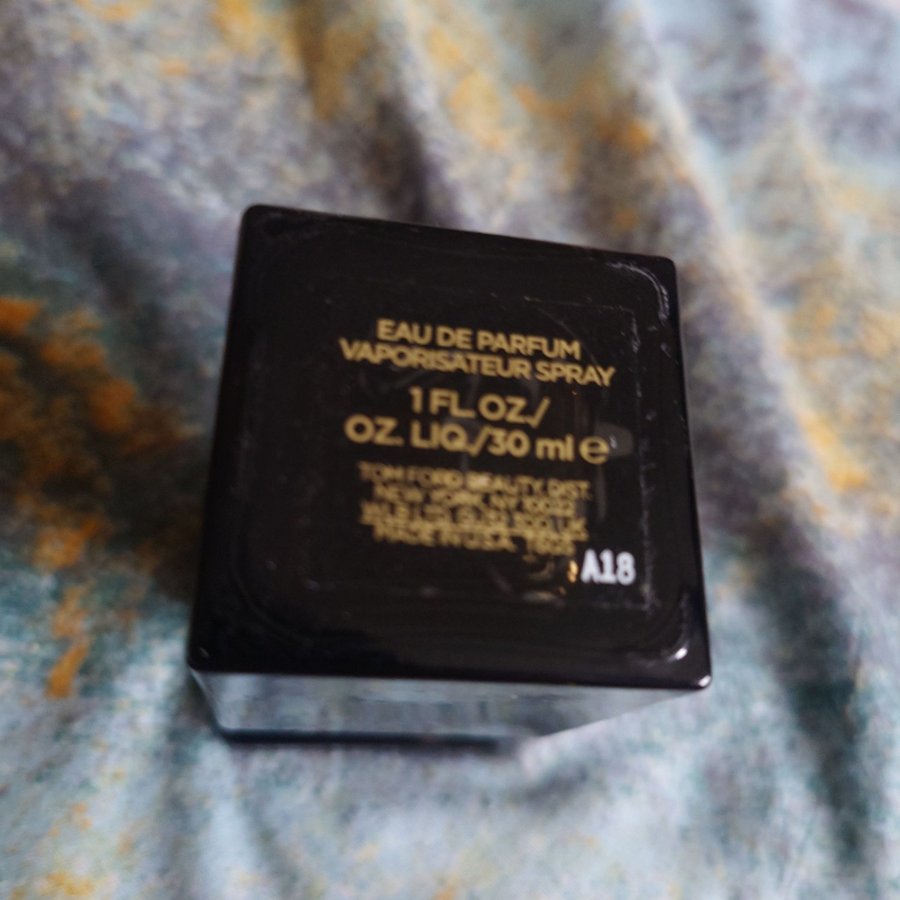 EAU DE PARFUM
VAPORISATEUR SPRAY
1 FL. OZ./
OZ. LIQ./30 ml e
TOM FORD BEAUTY, DIST.
NEW YORK, NY 10022
MADE IN U.S.A.
A18